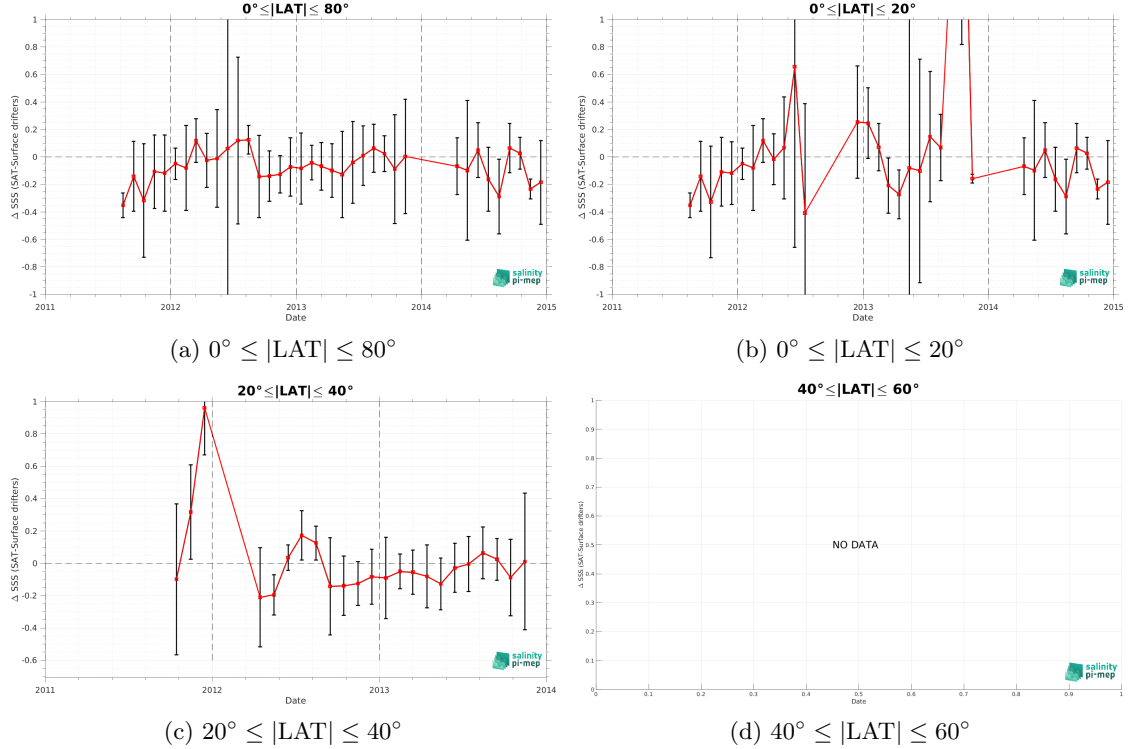 0°≤|LAT|≤ 80°
Δ SSS (SAT-Surface drifters)
1
0.8
0.6
0.4
0.2
0
-0.2
-0.4
-0.6
-0.8
-1
2011 2012 2013 2014 2015
Date
salinity
pi-mep
(a) 0° ≤ |LAT| ≤ 80°
0°≤|LAT|≤ 20°
Δ SSS (SAT-Surface drifters)
1
0.8
0.6
0.4
0.2
0
-0.2
-0.4
-0.6
-0.8
-1
2011 2012 2013 2014 2015
Date
salinity
pi-mep
(b) 0° ≤ |LAT| ≤ 20°
20°≤|LAT|≤ 40°
Δ SSS (SAT-Surface drifters)
1
0.8
0.6
0.4
0.2
0
-0.2
-0.4
-0.6
2011 2012 2013 2014
Date
salinity
pi-mep
(c) 20° ≤ |LAT| ≤ 40°
40°≤|LAT|≤ 60°
Δ SSS (SAT-Surface drifters)
1
0.9
0.8
0.7
0.6
0.5
0.4
0.3
0.2
0.1
0
NO DATA
0 0.1 0.2 0.3 0.4 0.5 0.6 0.7 0.8 0.9 1
Date
salinity
pi-mep
(d) 40° ≤ |LAT| ≤ 60°